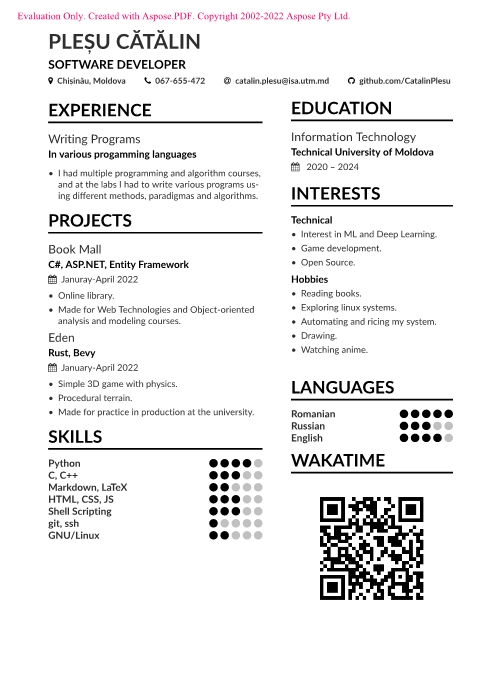 Evaluation Only. Created with Aspose.PDF. Copyright 2002-2022 Aspose Pty Ltd.
PLEȘU CĂTĂLIN
SOFTWARE DEVELOPER
Chișinău, Moldova 067-655-472 @ catalin.plesu@isa.utm.md github.com/CatalinPlesu
EXPERIENCE
Writing Programs
In various progamming languages
• I had multiple programming and algorithm courses,
and at the labs I had to write various programs us-
ing different methods, paradigms and algorithms.
PROJECTS
Book Mall
C#, ASP.NET, Entity Framework
Januray-April 2022
• Online library.
• Made for Web Technologies and Object-oriented
analysis and modeling courses.
Eden
Rust, Bevy
January-April 2022
• Simple 3D game with physics.
• Procedural terrain.
• Made for practice in production at the university.
SKILLS
Python
C, C++
Markdown, LaTeX
HTML, CSS, JS
Shell Scripting
git, ssh
GNU/Linux
EDUCATION
Information Technology
Technical University of Moldova
2020 – 2024
INTERESTS
Technical
• Interest in ML and Deep Learning.
• Game development.
• Open Source.
Hobbies
• Reading books.
• Exploring linux systems.
• Automating and ricing my system.
• Drawing.
• Watching anime.
LANGUAGES
Romanian
Russian
English
WAKATIME